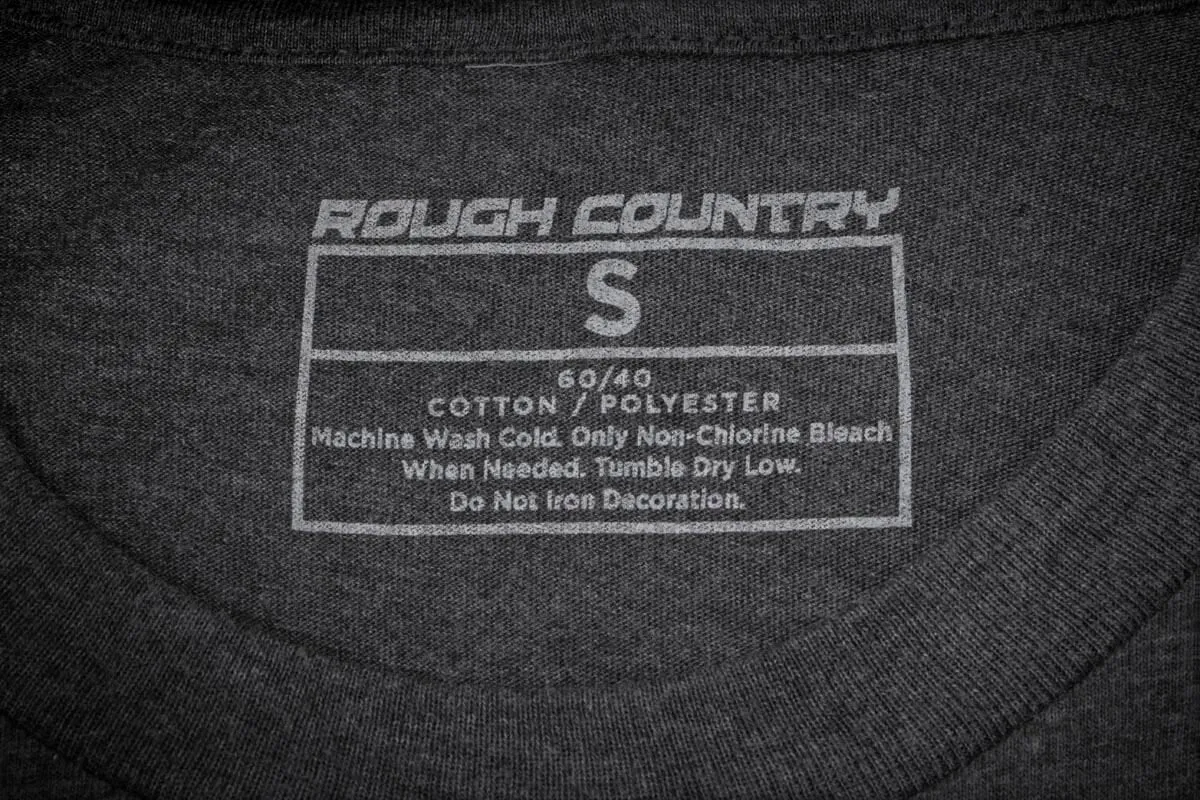 ROUGH COUNTRY
S
60/40
COTTON / POLYESTER
Machine Wash Cold. Only Non-Chlorine Bleach
When Needed. Tumble Dry Low.
Do Not Iron Decoration.